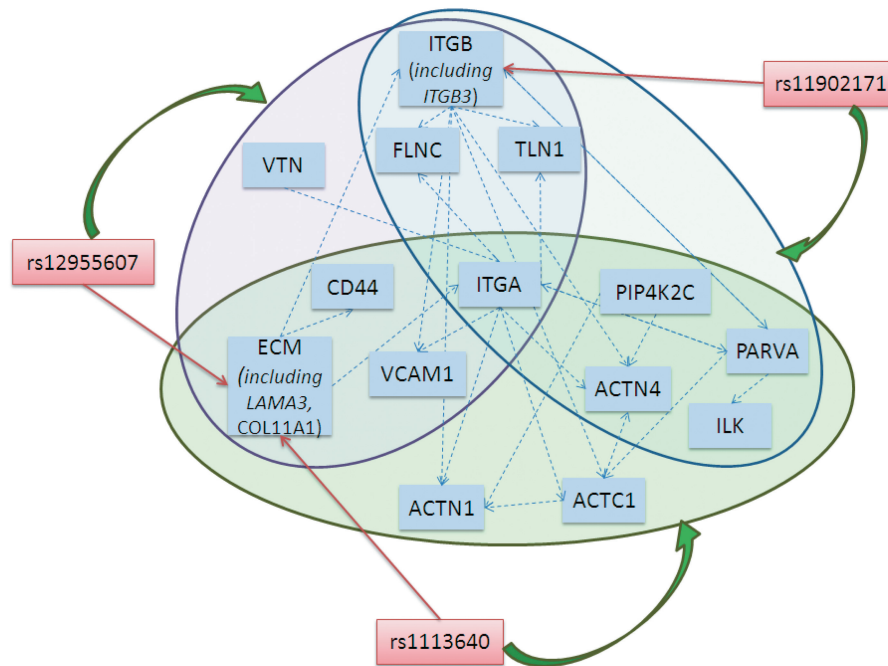 ITGB
(including
ITGB3)
rs11902171
FLNC
TLN1
VTN
rs12955607
CD44
ITGA
PIP4K2C
ECM
(including
LAMA3,
COL11A1)
VCAM1
PARVA
ACTN4
ILK
ACTN1
ACTC1
rs1113640